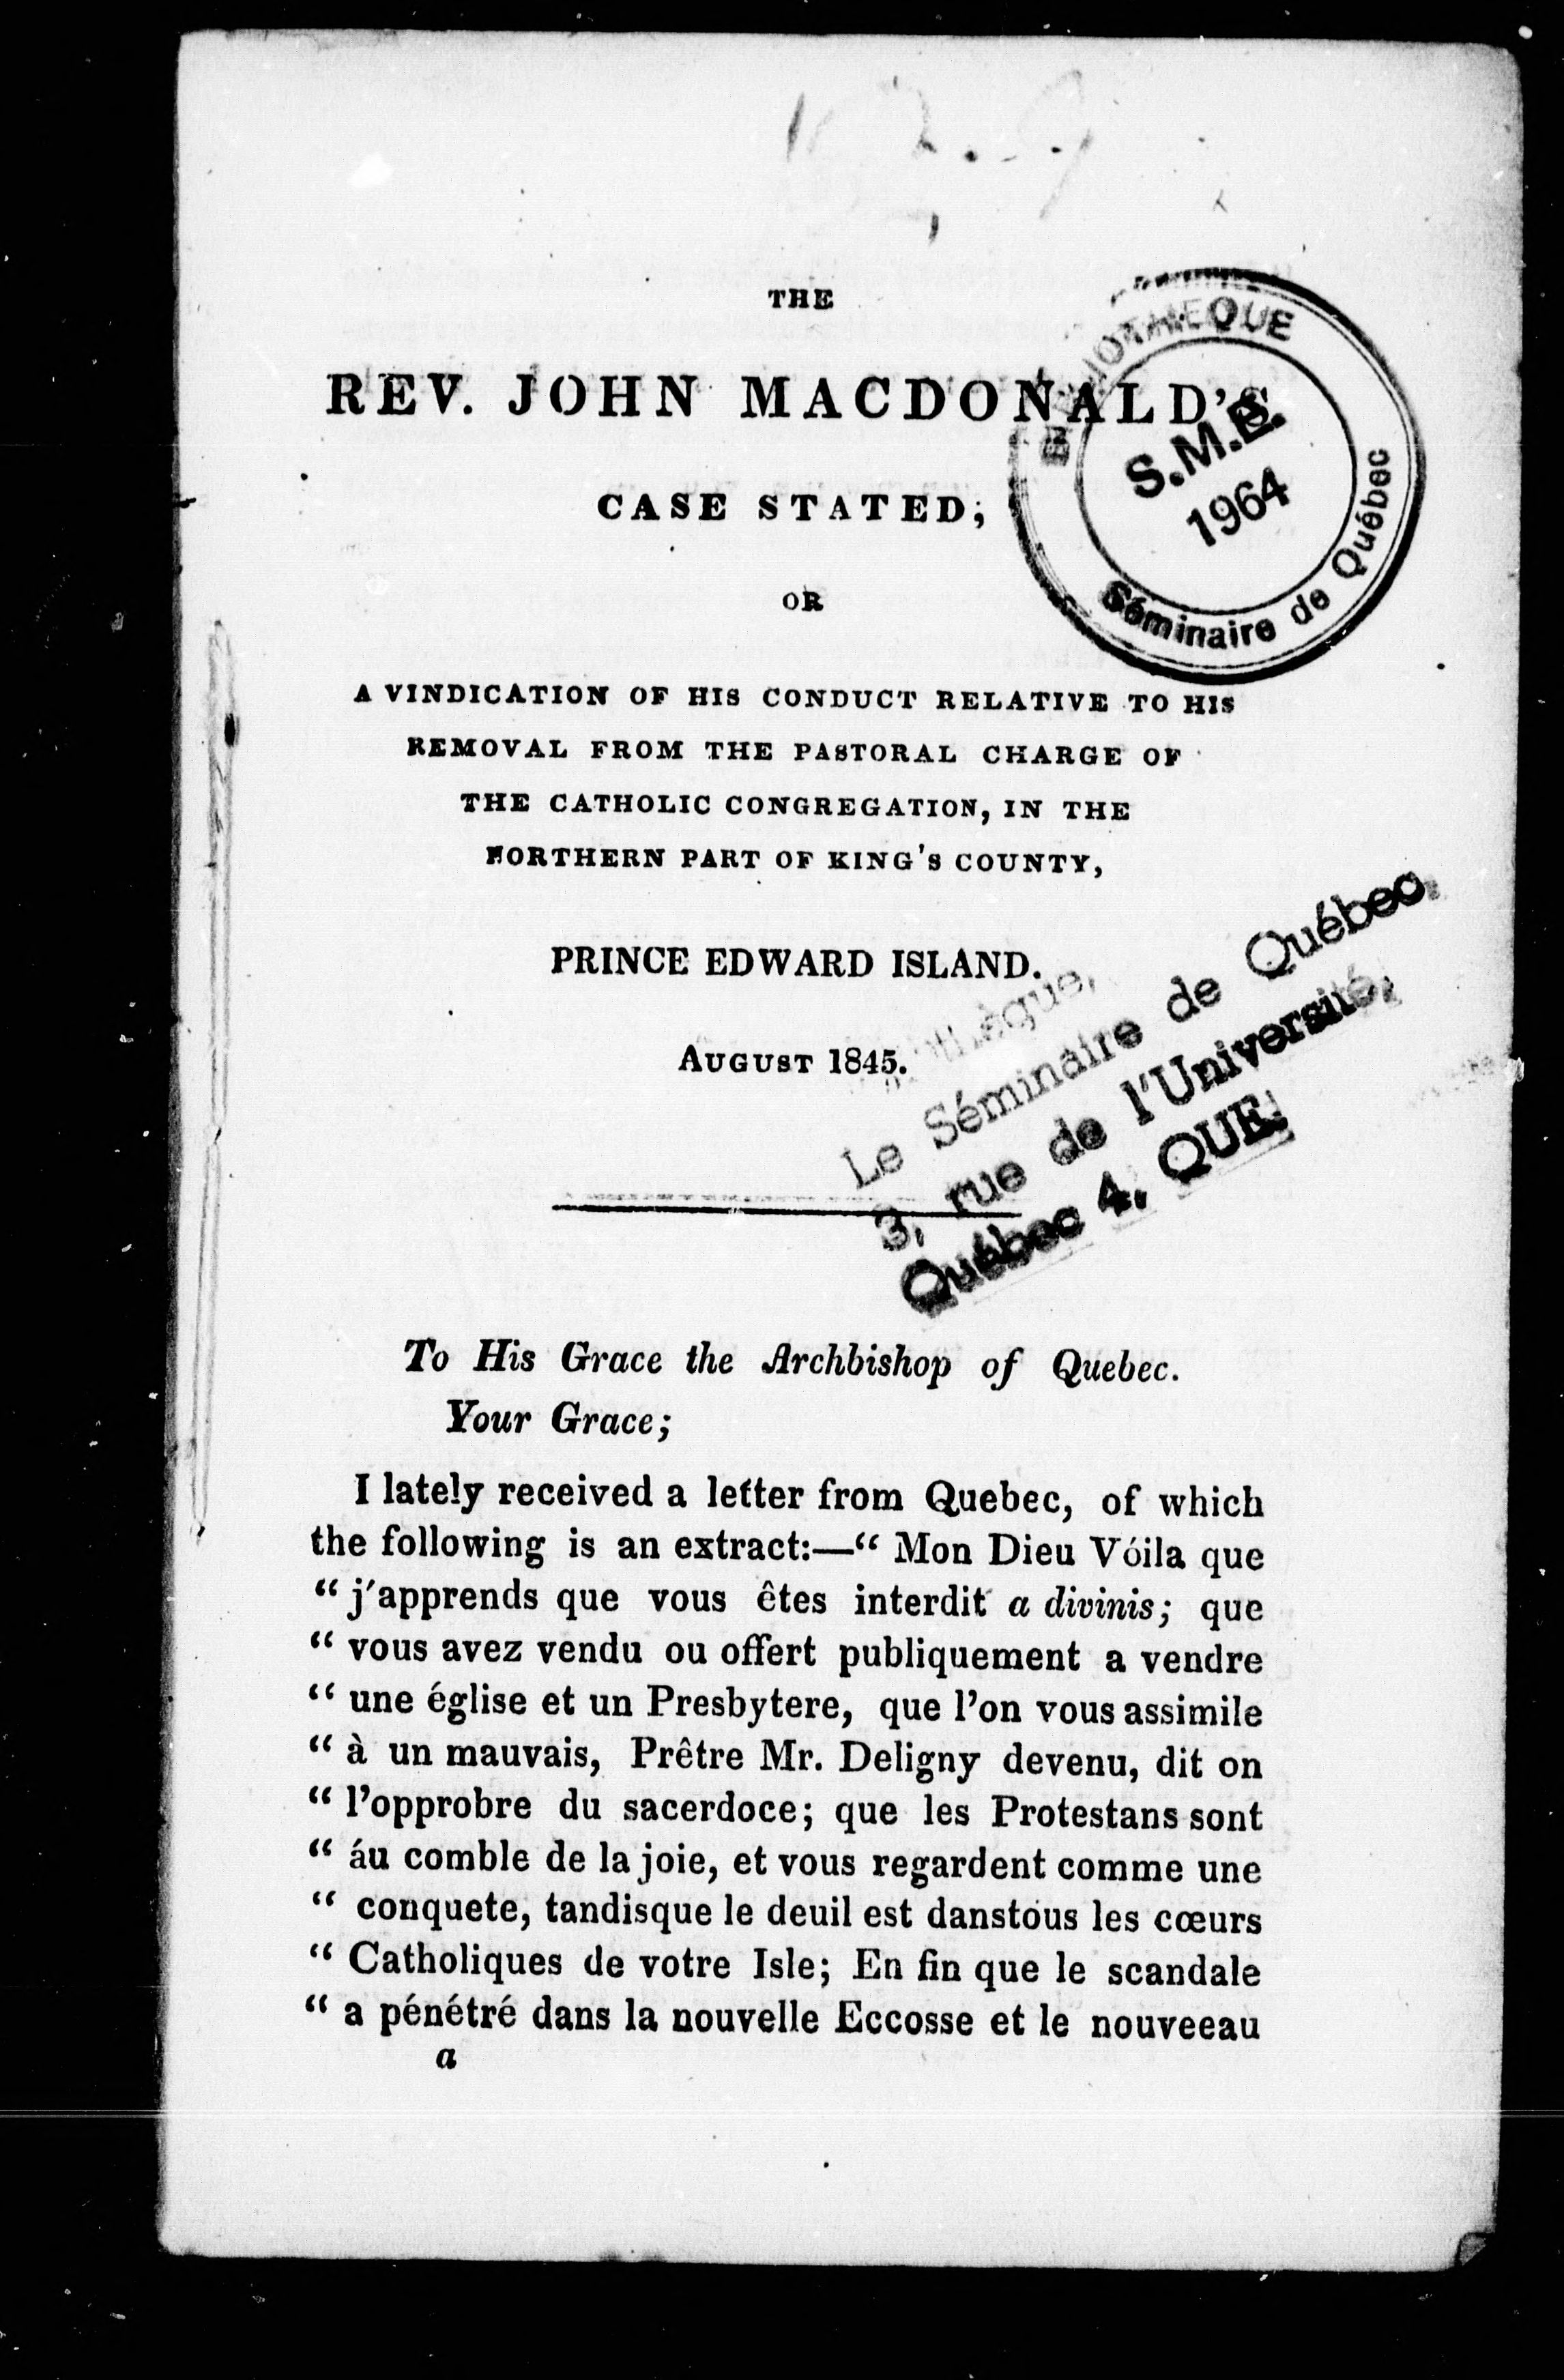 THE
REV. JOHN MACDONALD'S
CASE STATED;
OR
A VINDICATION OF HIS CONDUCT RELATIVE TO HIS
REMOVAL FROM THE PASTORAL CHARGE OF
THE CATHOLIC CONGREGATION, IN THE
NORTHERN PART OF KING'S COUNTY,
PRINCE EDWARD ISLAND.
AUGUST 1845.
BIBLIOTHEQUE
S.M.E.
1964
Séminaire de Québec
Le Séminaire de Québec,
3, rue de l'Université,
Québec 4, QUE.
To His Grace the Archbishop of Quebec.
Your Grace;
I lately received a letter from Quebec, of which
the following is an extract:—“ Mon Dieu Vóila que
“ j'apprends que vous êtes interdit a divinis; que
“ vous avez vendu ou offert publiquement a vendre
“ une église et un Presbytere, que l'on vous assimile
“ à un mauvais, Prêtre Mr. Deligny devenu, dit on
“ l'opprobre du sacerdoce; que les Protestans sont
“ áu comble de la joie, et vous regardent comme une
“ conquete, tandisque le deuil est danstous les cœurs
“ Catholiques de votre Isle; En fin que le scandale
“ a pénétré dans la nouvelle Eccosse et le nouveeau
a